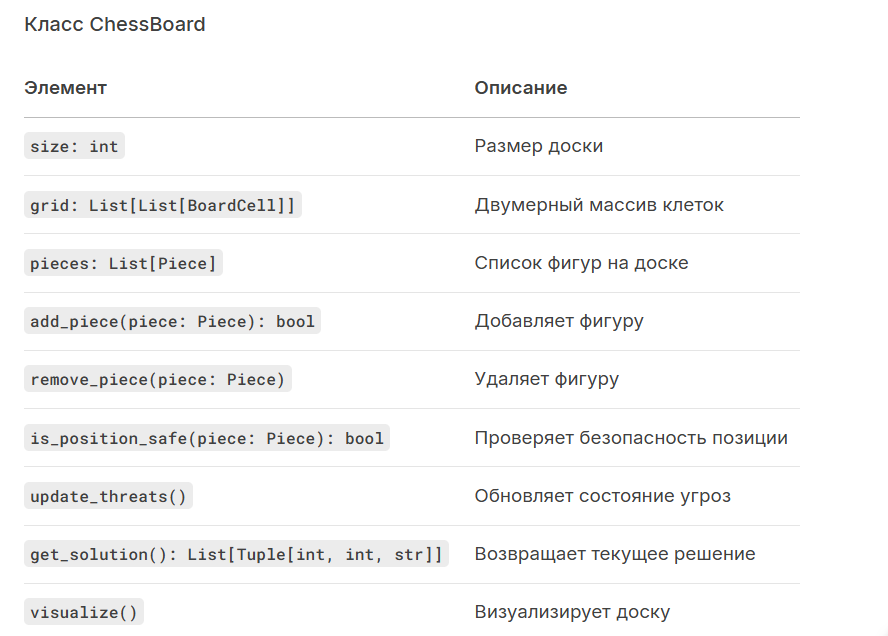 Класс ChessBoard
Элемент Описание
size: int Размер доски
grid: List[List[BoardCell]] Двумерный массив клеток
pieces: List[Piece] Список фигур на доске
add_piece(piece: Piece): bool Добавляет фигуру
remove_piece(piece: Piece) Удаляет фигуру
is_position_safe(piece: Piece): bool Проверяет безопасность позиции
update_threats() Обновляет состояние угроз
get_solution(): List[Tuple[int, int, str]] Возвращает текущее решение
visualize() Визуализирует доску